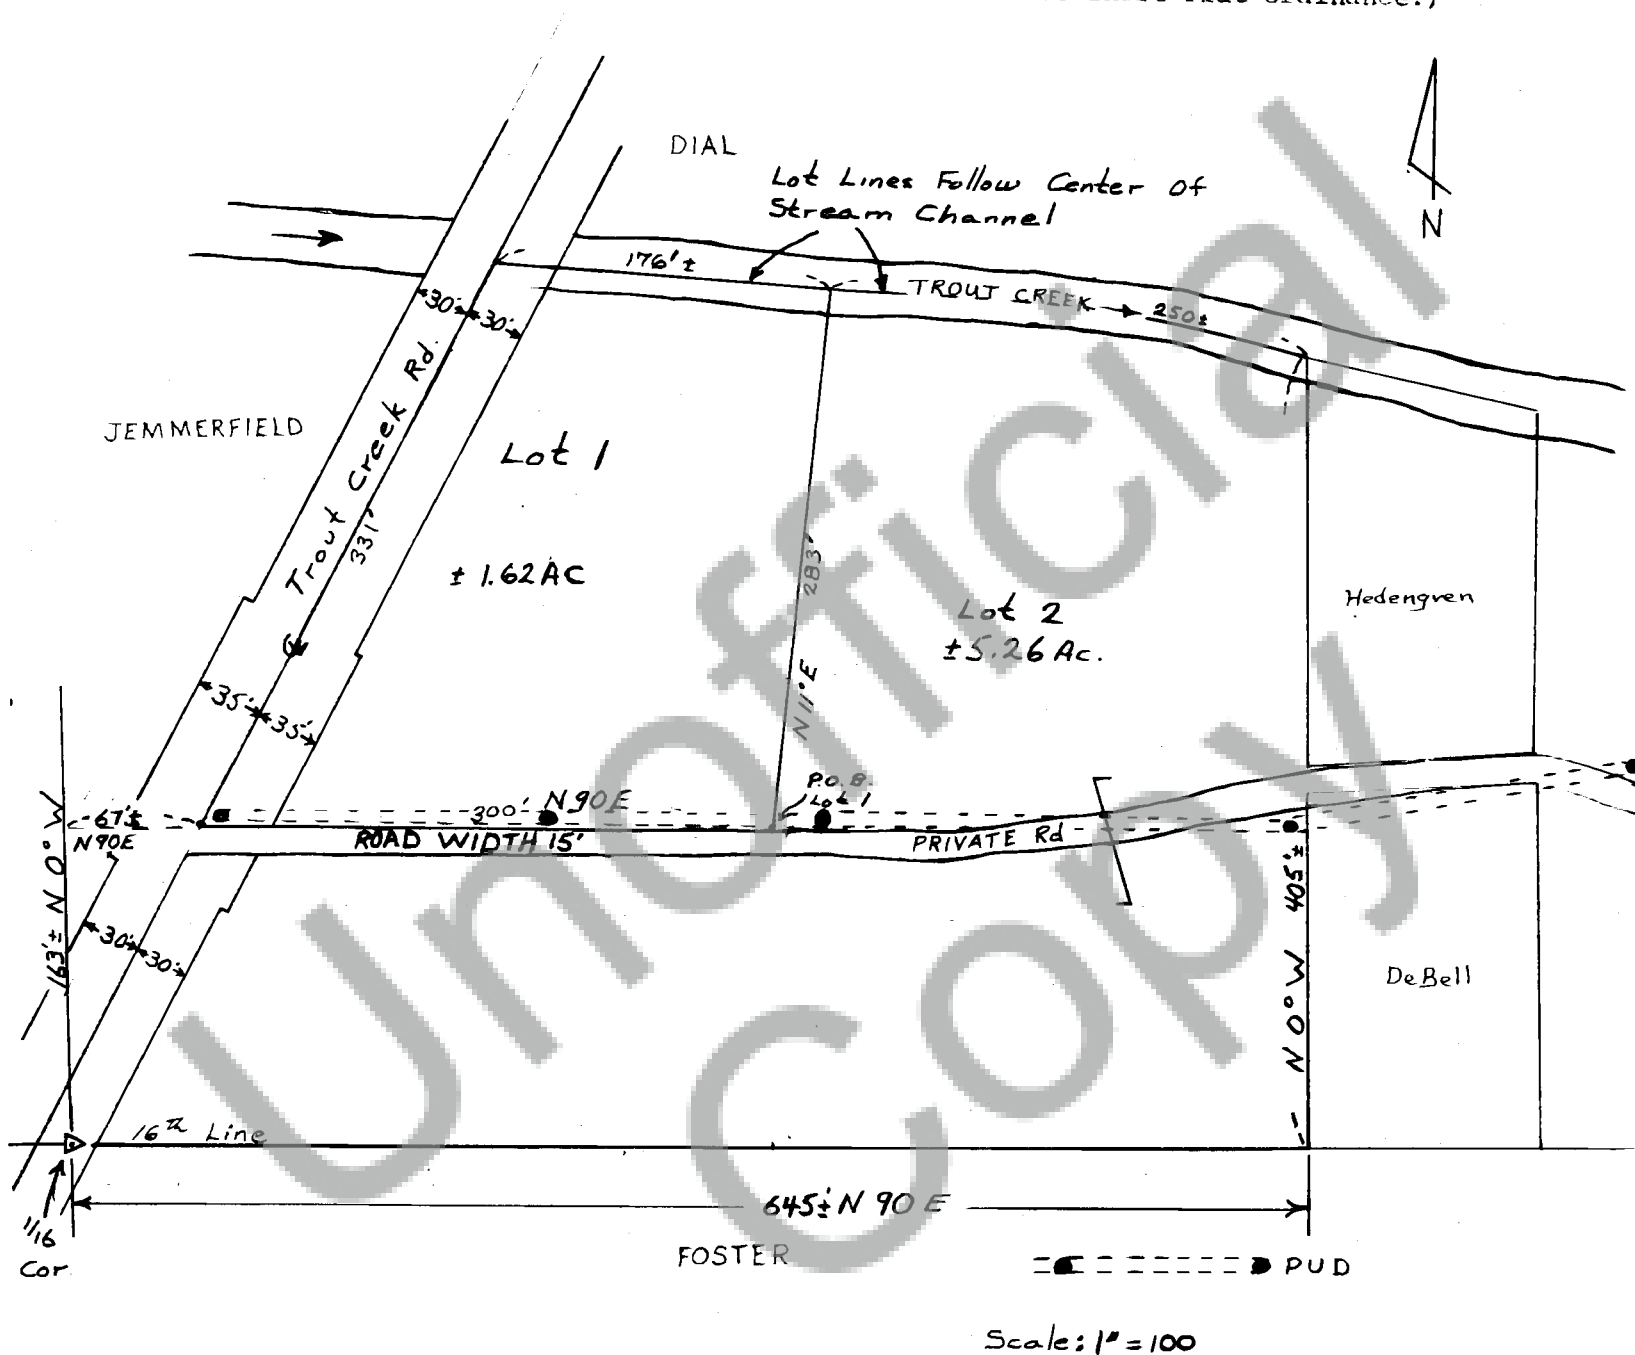 DIAL
Lot Lines Follow Center of
Stream Channel
N
176' ±
TROUT CREEK
250±
30' 30'
JEMMERFIELD
Trout Creek Rd.
331'
Lot 1
± 1.62 AC
283'
N 11° E
Lot 2
± 5.26 Ac.
Hedengren
35' 35'
P.O.B.
Lot 1
67'±
N 90 E
300' N 90 E
ROAD WIDTH 15'
PRIVATE Rd
163'± N 0° W
30' 30'
N 0° W 405'±
DeBell
16th Line
1/16
Cor
645'± N 90 E
FOSTER
PUD
Scale: 1" = 100
Unofficial
Copy